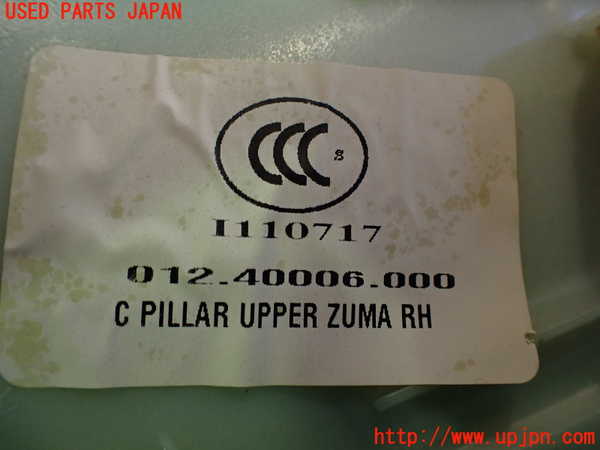 USED PARTS JAPAN
CCC S
I110717
012.40006.000
C PILLAR UPPER ZUMA RH
http://www.upjpn.com/